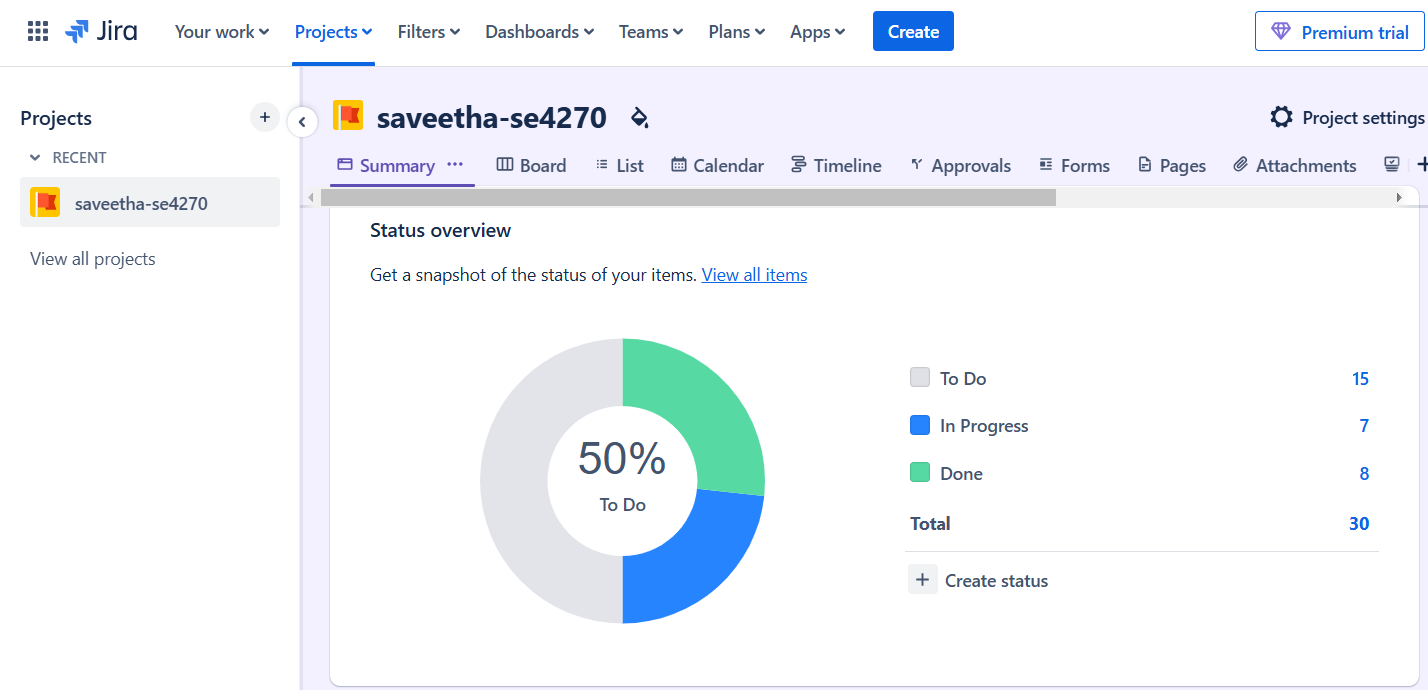 Jira Your work Projects Filters Dashboards Teams Plans Apps Create Premium trial
Projects
RECENT
saveetha-se4270
View all projects
saveetha-se4270 Project settings
Summary Board List Calendar Timeline Approvals Forms Pages Attachments
Status overview
Get a snapshot of the status of your items. View all items
50%
To Do
To Do 15
In Progress 7
Done 8
Total 30
Create status